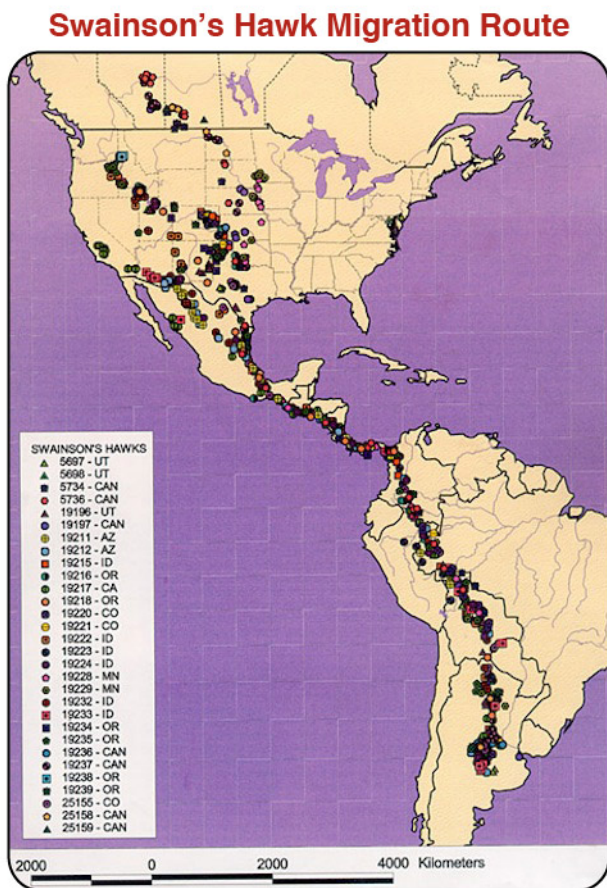 Swainson's Hawk Migration Route
SWAINSON'S HAWKS
5697 - UT
5698 - UT
5734 - CAN
5736 - CAN
19196 - UT
19197 - CAN
19211 - AZ
19212 - AZ
19215 - ID
19216 - OR
19217 - CA
19218 - OR
19220 - CO
19221 - CO
19222 - ID
19223 - ID
19224 - ID
19228 - MN
19229 - MN
19232 - ID
19233 - ID
19234 - OR
19235 - OR
19236 - CAN
19237 - CAN
19238 - OR
19239 - OR
25155 - CO
25158 - CAN
25159 - CAN
2000 0 2000 4000 Kilometers